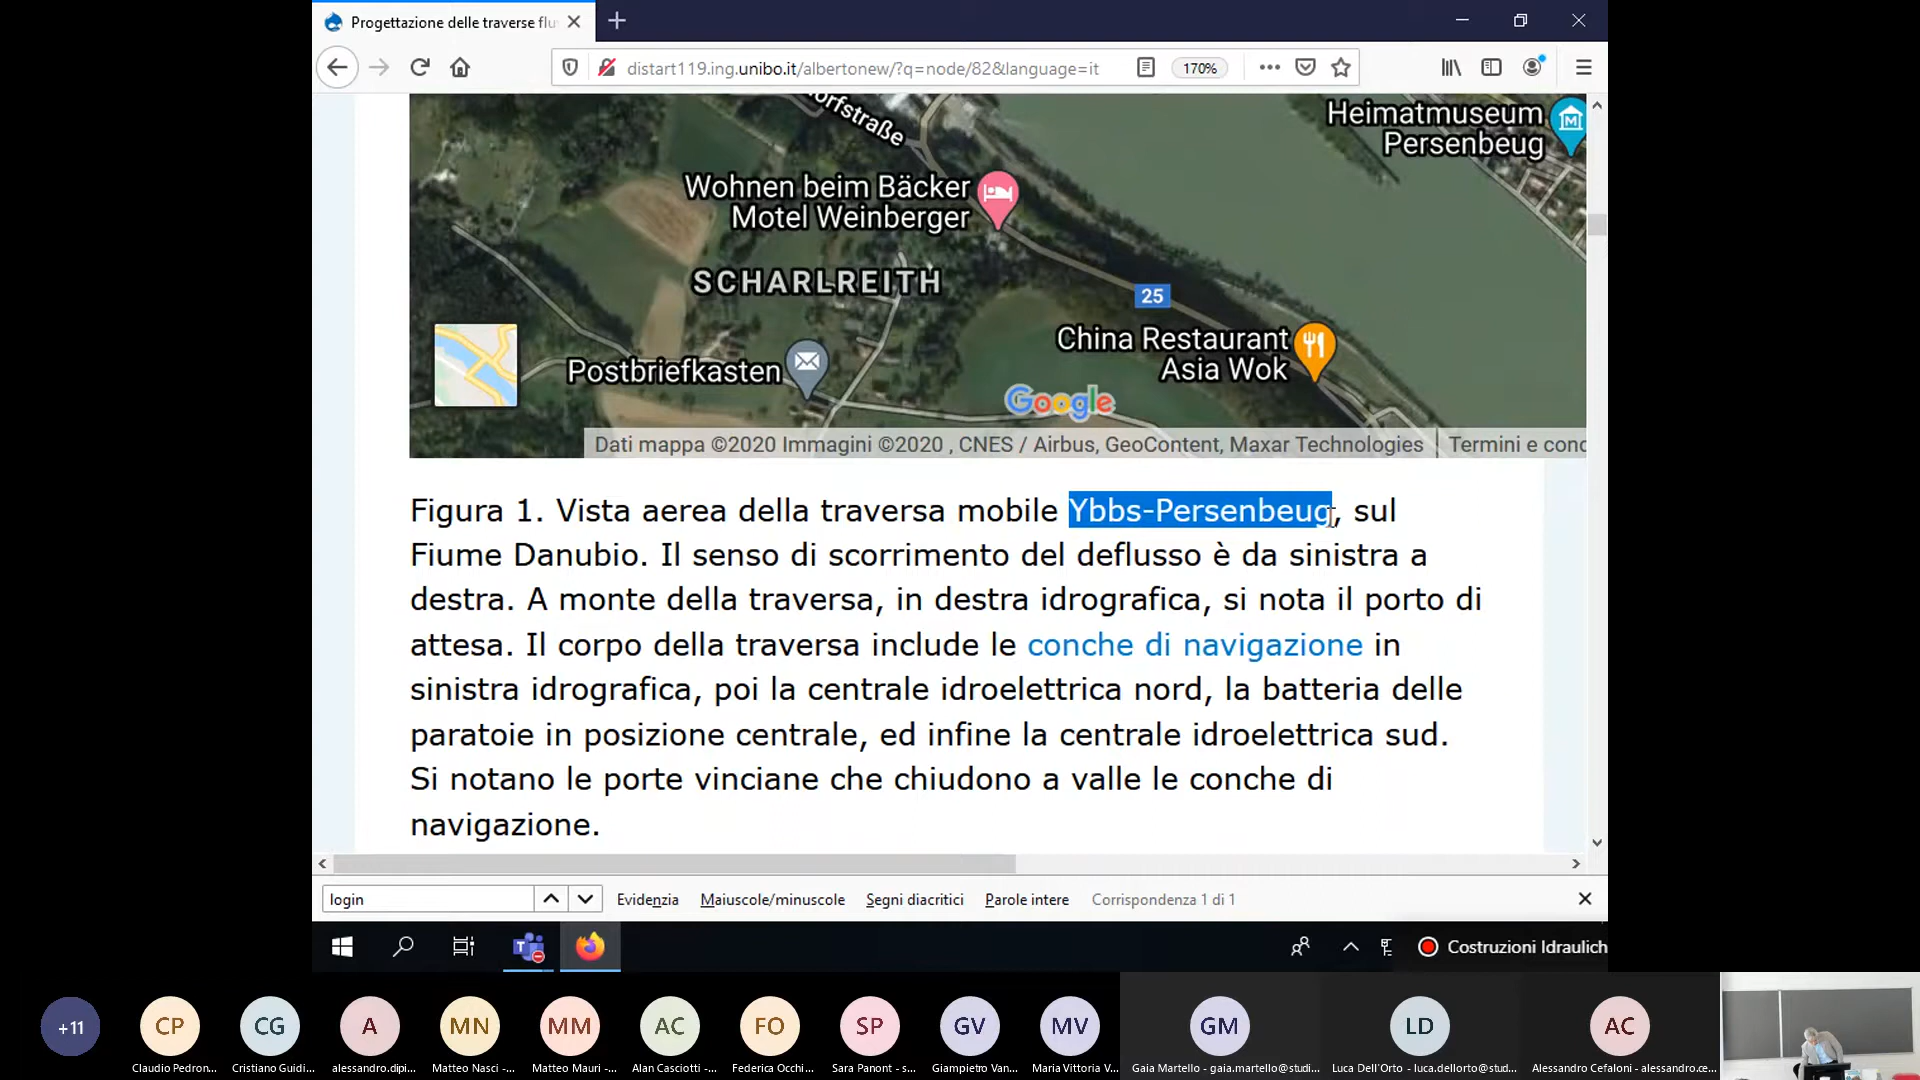 Progettazione delle traverse flu
distart119.ing.unibo.it/albertonew/?q=node/82&language=it
170%
orfstraße
Heimatmuseum
Persenbeug
Wohnen beim Bäcker
Motel Weinberger
SCHARLREITH
25
China Restaurant
Asia Wok
Postbriefkasten
Google
Dati mappa ©2020 Immagini ©2020 , CNES / Airbus, GeoContent, Maxar Technologies
Termini e conc
Figura 1. Vista aerea della traversa mobile Ybbs-Persenbeug, sul
Fiume Danubio. Il senso di scorrimento del deflusso è da sinistra a
destra. A monte della traversa, in destra idrografica, si nota il porto di
attesa. Il corpo della traversa include le conche di navigazione in
sinistra idrografica, poi la centrale idroelettrica nord, la batteria delle
paratoie in posizione centrale, ed infine la centrale idroelettrica sud.
Si notano le porte vinciane che chiudono a valle le conche di
navigazione.
login
Evidenzia
Maiuscole/minuscole
Segni diacritici
Parole intere
Corrispondenza 1 di 1
Costruzioni Idraulich
+11
CP
CG
A
MN
MM
AC
FO
SP
GV
MV
GM
LD
AC
Claudio Pedron...
Cristiano Guidi...
alessandro.dipi...
Matteo Nasci -...
Matteo Mauri -...
Alan Casciotti -...
Federica Occhi...
Sara Panont - s...
Giampietro Van...
Maria Vittoria V...
Gaia Martello - gaia.martello@studi...
Luca Dell'Orto - luca.dellorto@stud...
Alessandro Cefaloni - alessandro.ce...